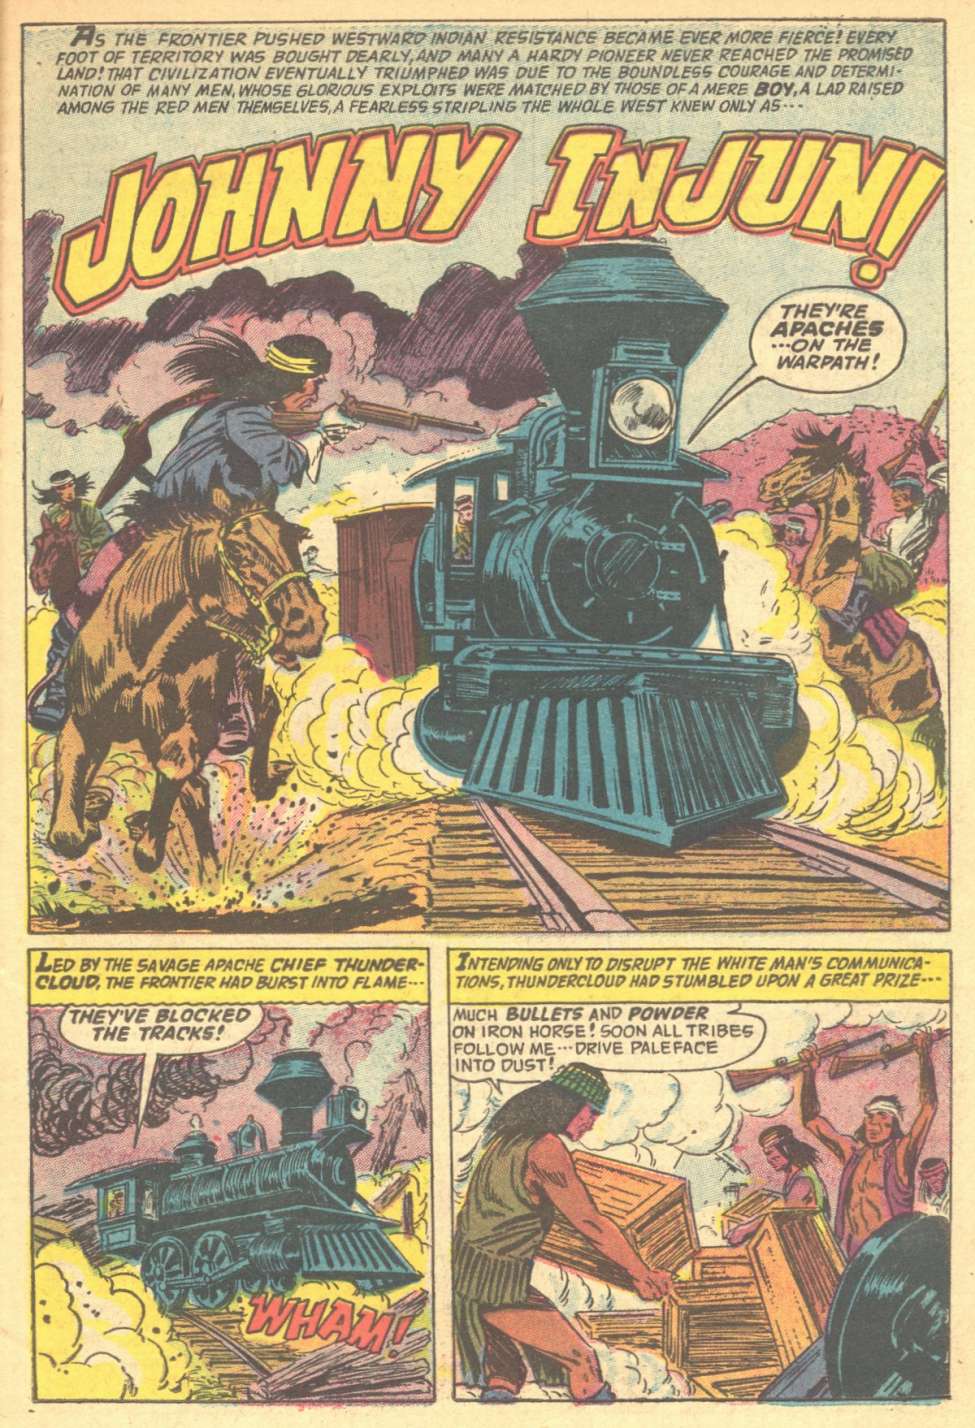 AS THE FRONTIER PUSHED WESTWARD INDIAN RESISTANCE BECAME EVER MORE FIERCE! EVERY
FOOT OF TERRITORY WAS BOUGHT DEARLY, AND MANY A HARDY PIONEER NEVER REACHED THE PROMISED
LAND! THAT CIVILIZATION EVENTUALLY TRIUMPHED WAS DUE TO THE BOUNDLESS COURAGE AND DETERMI-
NATION OF MANY MEN, WHOSE GLORIOUS EXPLOITS WERE MATCHED BY THOSE OF A MERE BOY, A LAD RAISED
AMONG THE RED MEN THEMSELVES, A FEARLESS STRIPLING THE WHOLE WEST KNEW ONLY AS---
JOHNNY INJUN!
THEY'RE
APACHES
...ON THE
WARPATH!
LED BY THE SAVAGE APACHE CHIEF THUNDER-
CLOUD, THE FRONTIER HAD BURST INTO FLAME---
THEY'VE BLOCKED
THE TRACKS!
WHAM!
INTENDING ONLY TO DISRUPT THE WHITE MAN'S COMMUNICA-
TIONS, THUNDERCLOUD HAD STUMBLED UPON A GREAT PRIZE---
MUCH BULLETS AND POWDER
ON IRON HORSE! SOON ALL TRIBES
FOLLOW ME...DRIVE PALEFACE
INTO DUST!